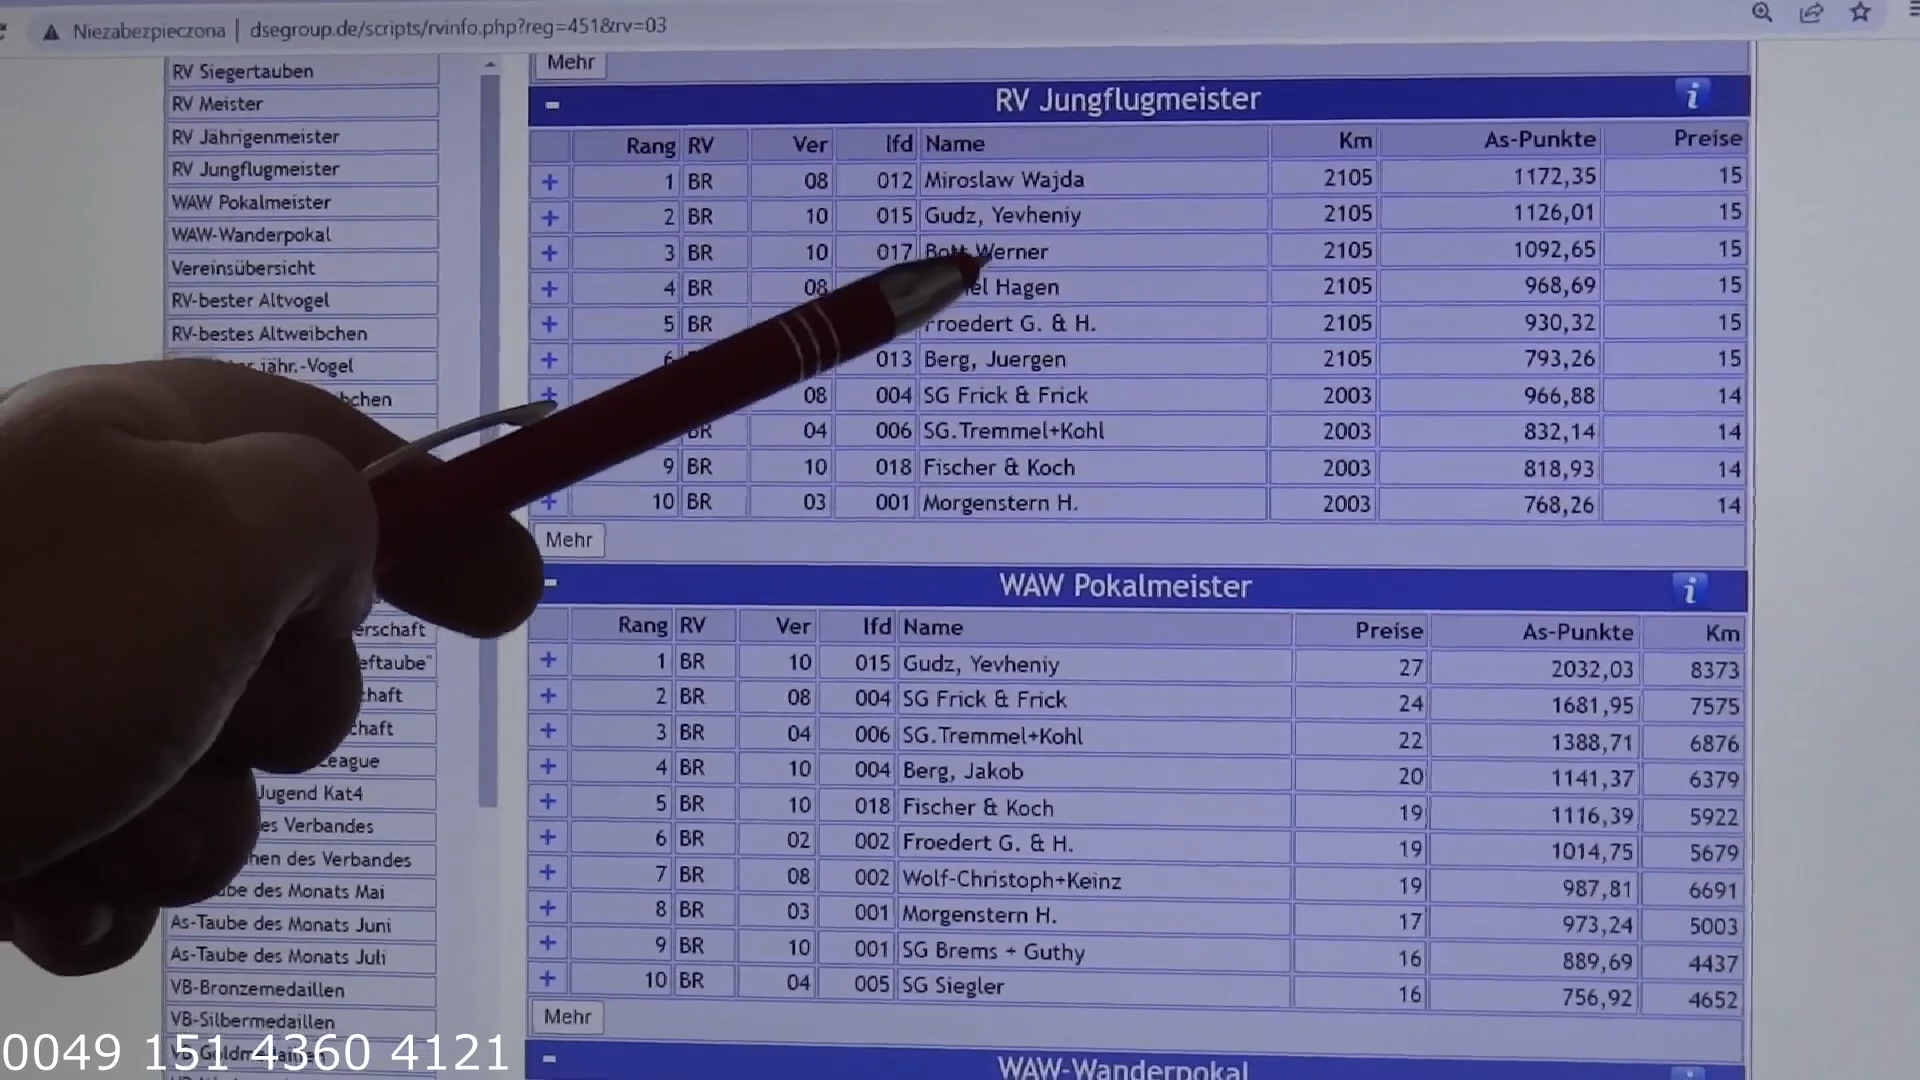 Niezabezpieczona | dsegroup.de/scripts/rvinfo.php?reg=451&rv=03
RV Siegertauben
RV Meister
RV Jährigenmeister
RV Jungflugmeister
WAW Pokalmeister
WAW-Wanderpokal
Vereinsübersicht
RV-bester Altvogel
RV-bestes Altweibchen
jähr.-Vogel
bchen
erschaft
eftaube"
haft
chaft
League
Jugend Kat4
es Verbandes
hen des Verbandes
ube des Monats Mai
As-Taube des Monats Juni
As-Taube des Monats Juli
VB-Bronzemedaillen
VB-Silbermedaillen
Mehr
RV Jungflugmeister
Rang RV Ver lfd Name Km As-Punkte Preise
+ 1 BR 08 012 Miroslaw Wajda 2105 1172,35 15
+ 2 BR 10 015 Gudz, Yevheniy 2105 1126,01 15
+ 3 BR 10 017 Bott Werner 2105 1092,65 15
+ 4 BR 08 el Hagen 2105 968,69 15
+ 5 BR Froedert G. & H. 2105 930,32 15
+ 6 013 Berg, Juergen 2105 793,26 15
+ 08 004 SG Frick & Frick 2003 966,88 14
BR 04 006 SG.Tremmel+Kohl 2003 832,14 14
9 BR 10 018 Fischer & Koch 2003 818,93 14
+ 10 BR 03 001 Morgenstern H. 2003 768,26 14
Mehr
WAW Pokalmeister
Rang RV Ver lfd Name Preise As-Punkte Km
+ 1 BR 10 015 Gudz, Yevheniy 27 2032,03 8373
+ 2 BR 08 004 SG Frick & Frick 24 1681,95 7575
+ 3 BR 04 006 SG.Tremmel+Kohl 22 1388,71 6876
+ 4 BR 10 004 Berg, Jakob 20 1141,37 6379
+ 5 BR 10 018 Fischer & Koch 19 1116,39 5922
+ 6 BR 02 002 Froedert G. & H. 19 1014,75 5679
+ 7 BR 08 002 Wolf-Christoph+Keinz 19 987,81 6691
+ 8 BR 03 001 Morgenstern H. 17 973,24 5003
+ 9 BR 10 001 SG Brems + Guthy 16 889,69 4437
+ 10 BR 04 005 SG Siegler 16 756,92 4652
Mehr
WAW-Wanderpokal
0049 151 4360 4121